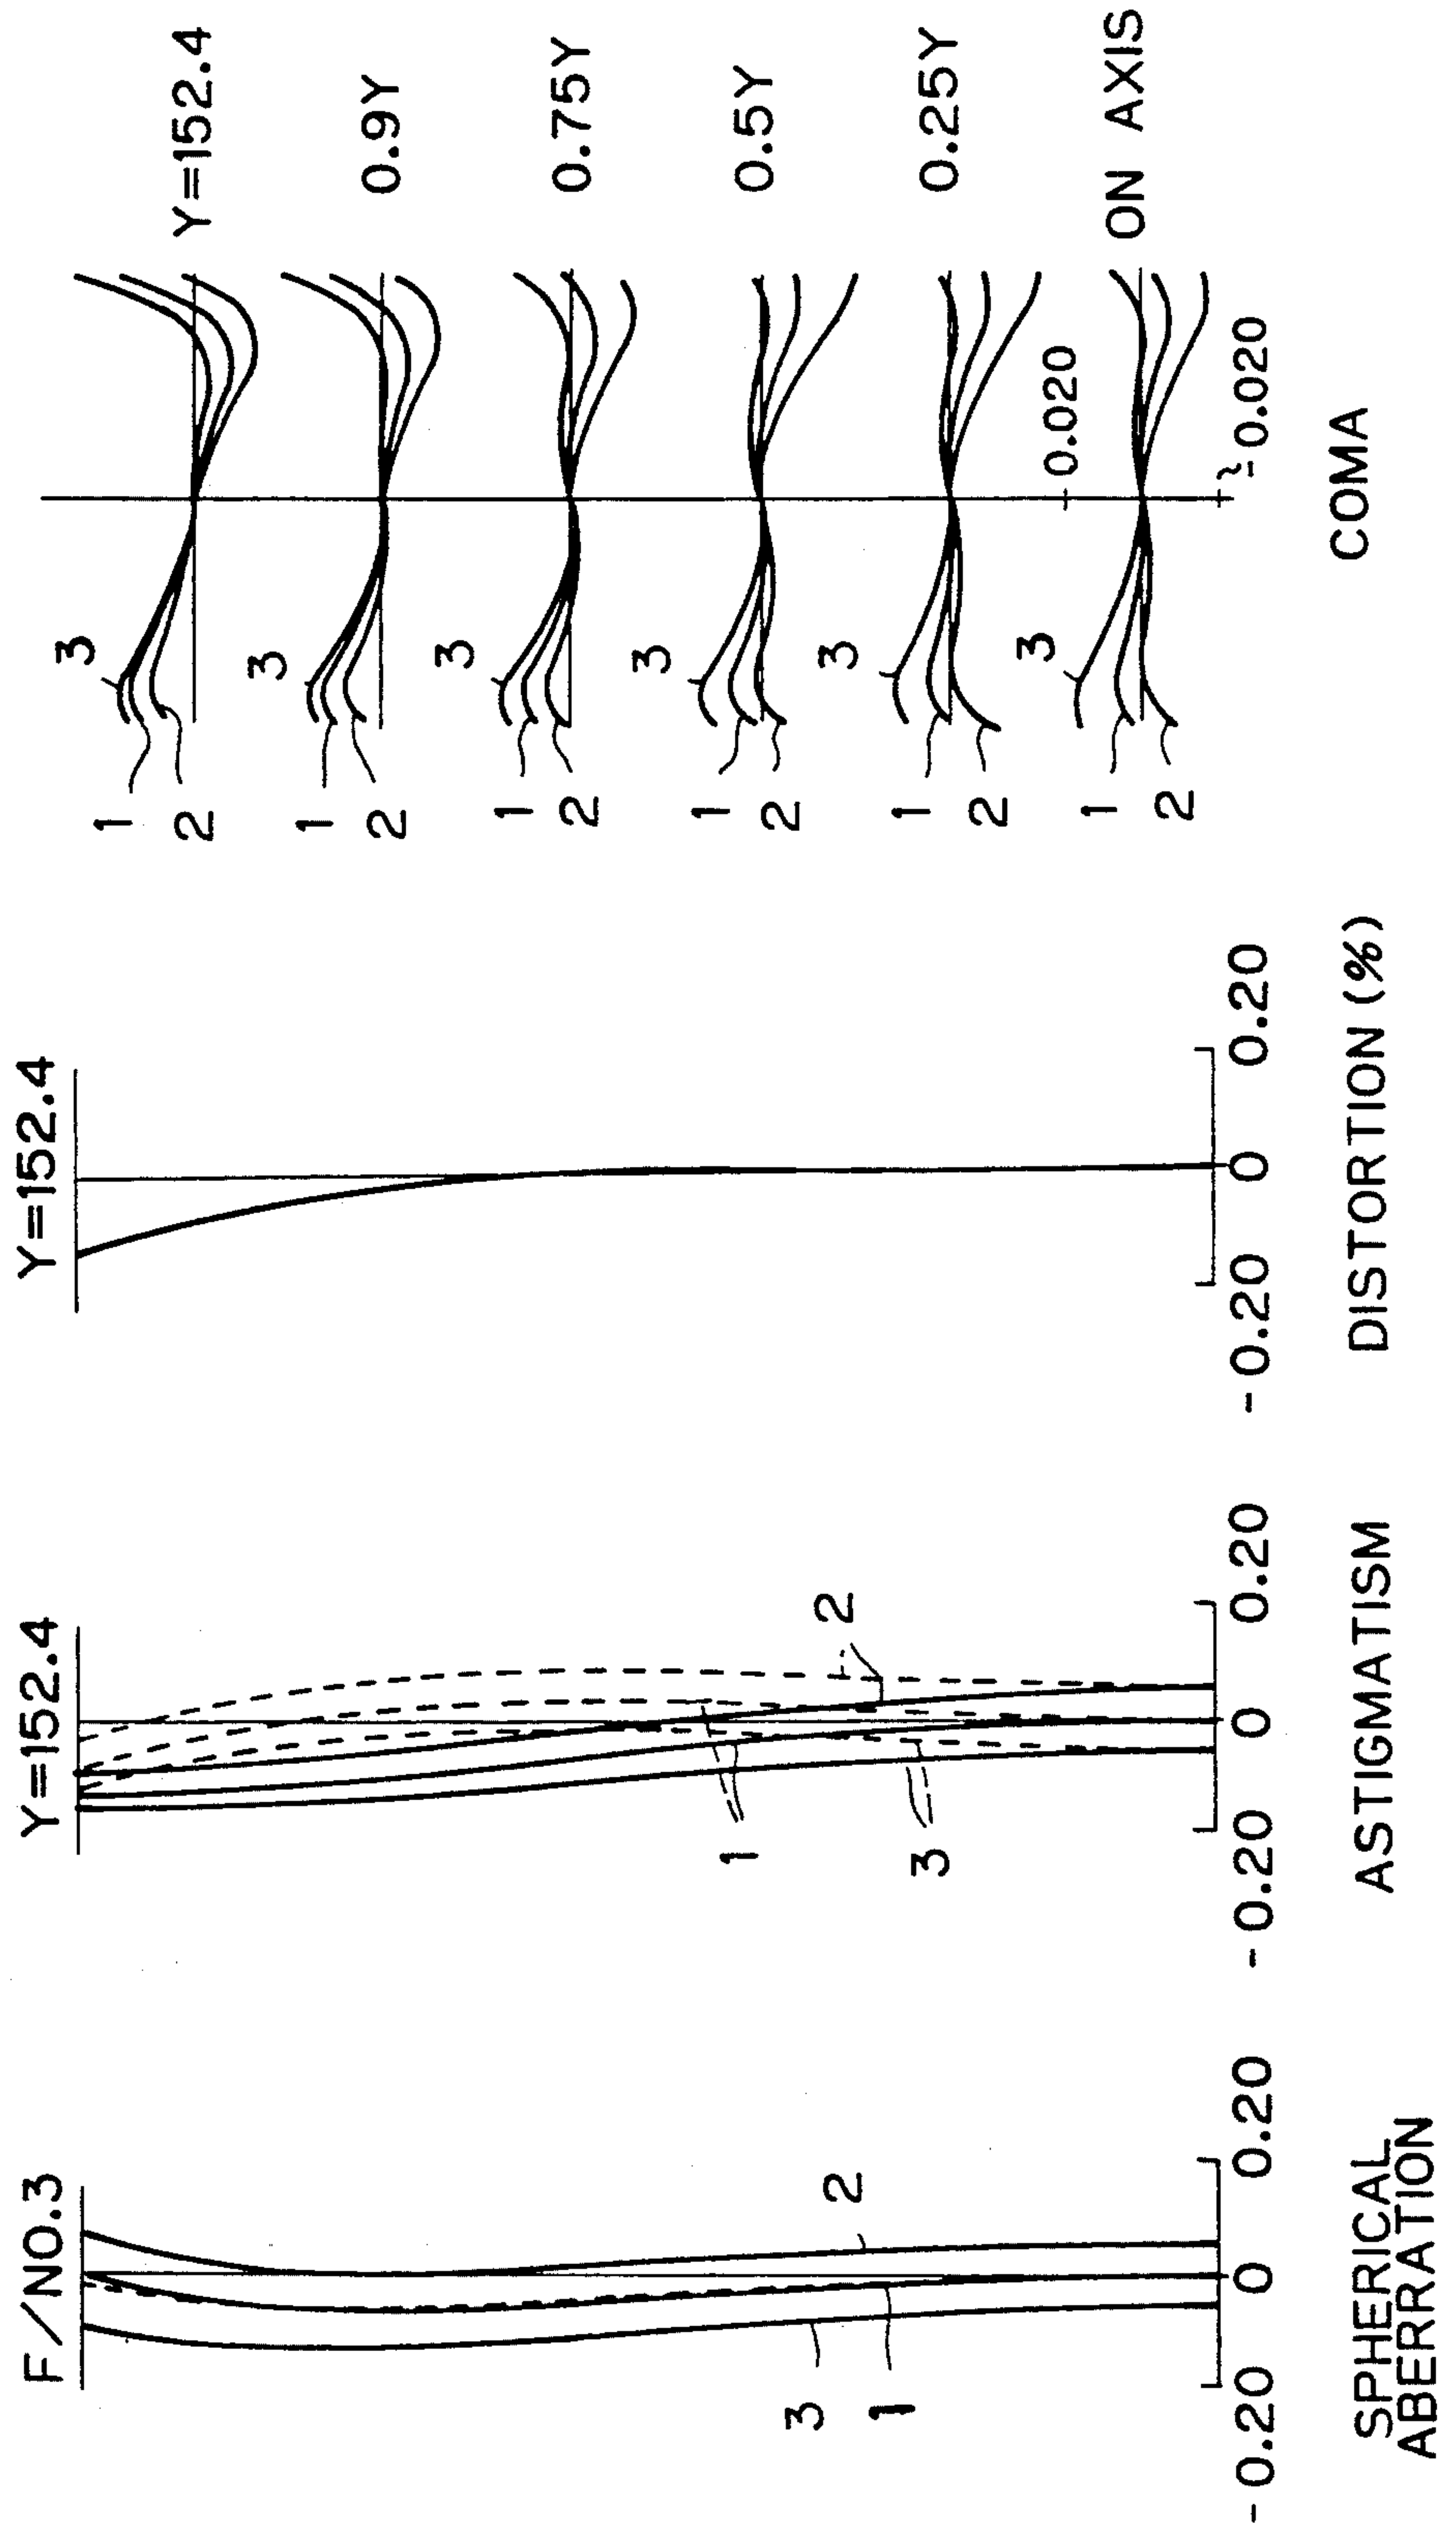 F/NO.3
2
3
1
-0.20
0
0.20
SPHERICAL
ABERRATION
Y=152.4
2
1
3
-0.20
0
0.20
ASTIGMATISM
Y=152.4
-0.20
0
0.20
DISTORTION (%)
3
1
2
Y=152.4
3
1
2
0.9Y
3
1
2
0.75Y
3
1
2
0.5Y
3
1
2
0.25Y
0.020
3
1
2
ON AXIS
-0.020
COMA